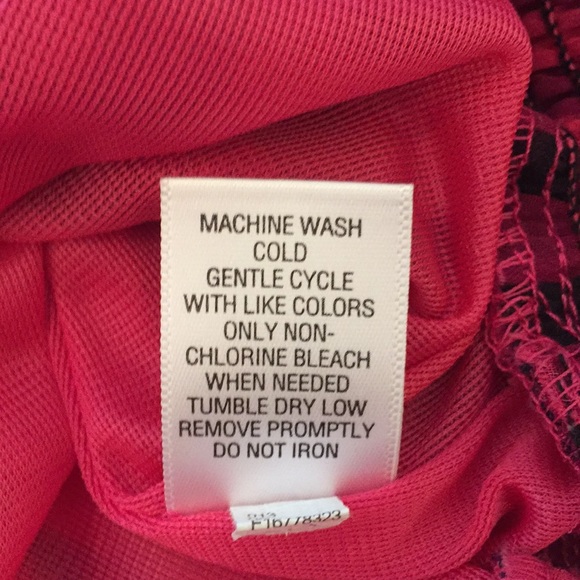 MACHINE WASH
COLD
GENTLE CYCLE
WITH LIKE COLORS
ONLY NON-
CHLORINE BLEACH
WHEN NEEDED
TUMBLE DRY LOW
REMOVE PROMPTLY
DO NOT IRON
F16778323